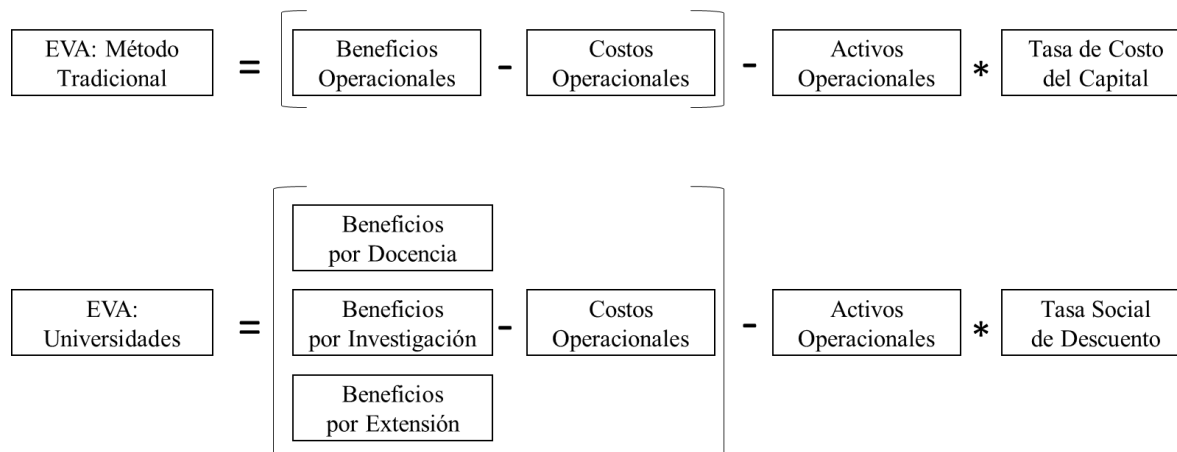 EVA: Método
Tradicional
=
Beneficios
Operacionales
-
Costos
Operacionales
-
Activos
Operacionales
*
Tasa de Costo
del Capital
EVA:
Universidades
=
Beneficios
por Docencia
Beneficios
por Investigación
Beneficios
por Extensión
-
Costos
Operacionales
-
Activos
Operacionales
*
Tasa Social
de Descuento